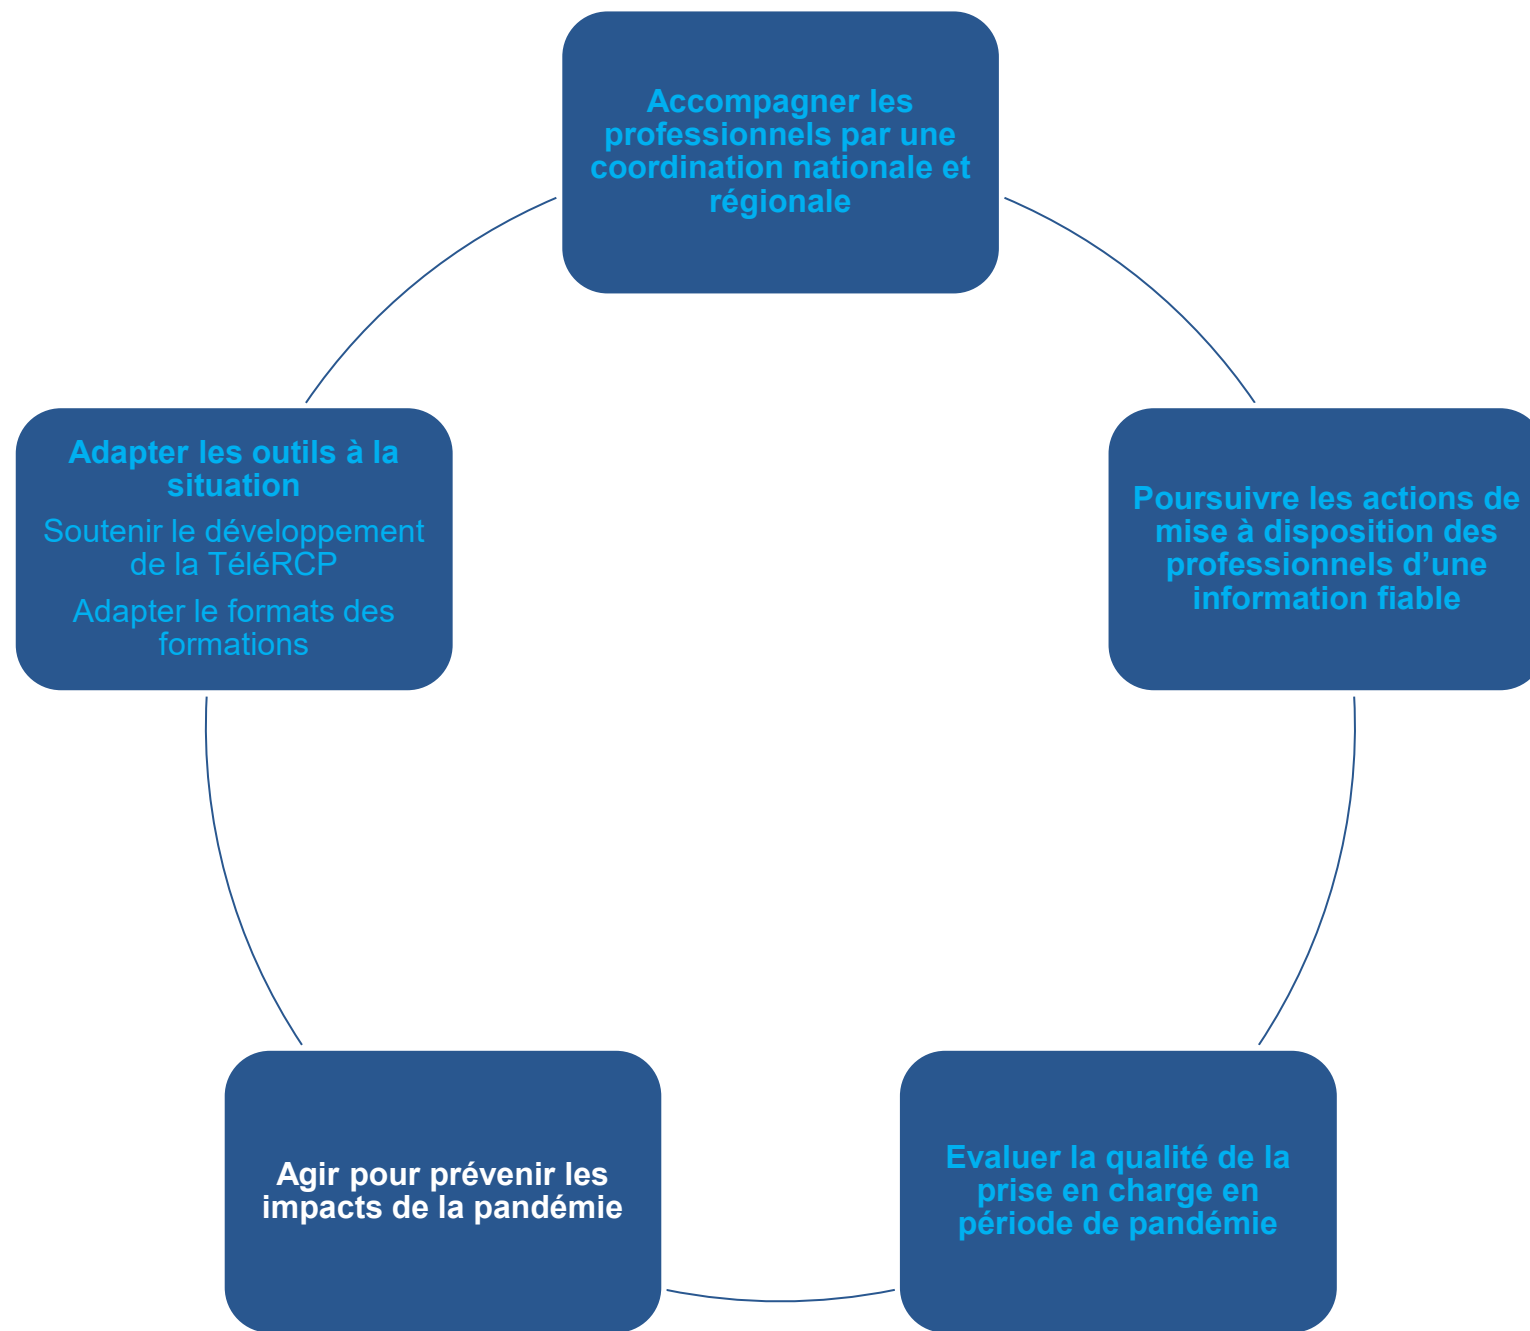 Accompagner les
professionnels par une
coordination nationale et
régionale
Adapter les outils à la
situation
Soutenir le développement
de la TéléRCP
Adapter le formats des
formations
Poursuivre les actions de
mise à disposition des
professionnels d’une
information fiable
Agir pour prévenir les
impacts de la pandémie
Evaluer la qualité de la
prise en charge en
période de pandémie